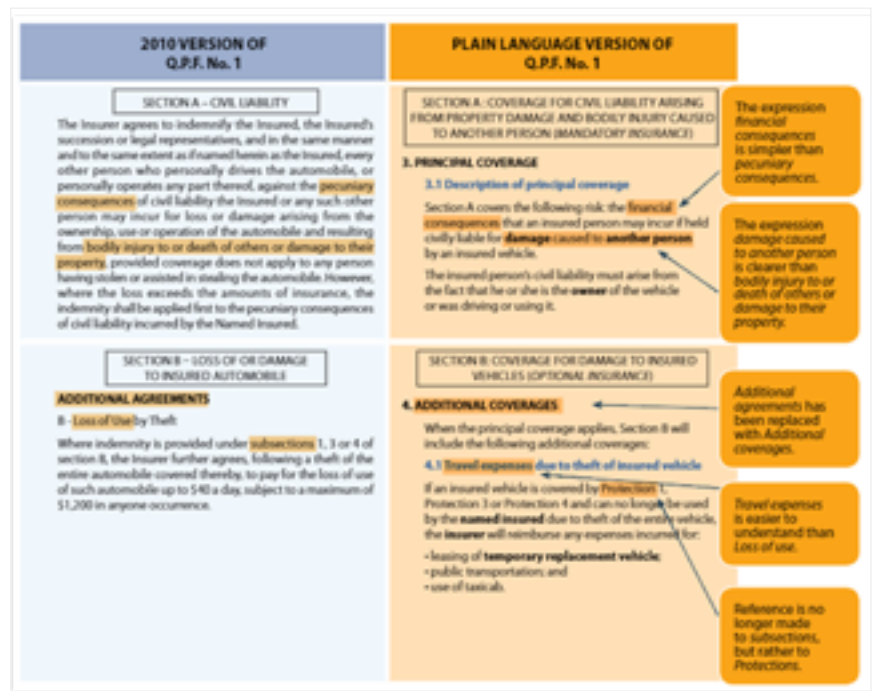 2010 VERSION OF
Q.P.F. No. 1
SECTION A – CIVIL LIABILITY
The Insurer agrees to indemnify the Insured, the Insured's
succession or legal representatives, and in the same manner
and to the same extent as if named herein as the Insured, every
other person who personally drives the automobile, or
personally operates any part thereof, against the pecuniary
consequences of civil liability the Insured or any such other
person may incur for loss or damage arising from the
ownership, use or operation of the automobile and resulting
from bodily injury to or death of others or damage to their
property, provided coverage does not apply to any person
having stolen or assisted in stealing the automobile. However,
where the loss exceeds the amounts of insurance, the
indemnity shall be applied first to the pecuniary consequences
of civil liability incurred by the Named Insured.
SECTION B – LOSS OF OR DAMAGE
TO INSURED AUTOMOBILE
ADDITIONAL AGREEMENTS
B - Loss of Use by Theft
Where indemnity is provided under subsections 1, 3 or 4 of
section B, the Insurer further agrees, following a theft of the
entire automobile covered thereby, to pay for the loss of use
of such automobile up to $40 a day, subject to a maximum of
$1,200 in anyone occurrence.
PLAIN LANGUAGE VERSION OF
Q.P.F. No. 1
SECTION A : COVERAGE FOR CIVIL LIABILITY ARISING
FROM PROPERTY DAMAGE AND BODILY INJURY CAUSED
TO ANOTHER PERSON (MANDATORY INSURANCE)
3. PRINCIPAL COVERAGE
3.1 Description of principal coverage
Section A covers the following risk: the financial
consequences that an insured person may incur if held
civilly liable for damage caused to another person
by an insured vehicle.
The insured person's civil liability must arise from
the fact that he or she is the owner of the vehicle
or was driving or using it.
SECTION B: COVERAGE FOR DAMAGE TO INSURED
VEHICLES (OPTIONAL INSURANCE)
4. ADDITIONAL COVERAGES
When the principal coverage applies, Section B will
include the following additional coverages:
4.1 Travel expenses due to theft of insured vehicle
If an insured vehicle is covered by Protection 1,
Protection 3 or Protection 4 and can no longer be used
by the named insured due to theft of the entire vehicle,
the insurer will reimburse any expenses incurred for:
• leasing of temporary replacement vehicle;
• public transportation; and
• use of taxicab.
The expression
financial
consequences
is simpler than
pecuniary
consequences.
The expression
damage caused
to another person
is clearer than
bodily injury to or
death of others or
damage to their
property.
Additional
agreements has
been replaced
with Additional
coverages.
Travel expenses
is easier to
understand than
Loss of use.
Reference is no
longer made
to subsections,
but rather to
Protections.